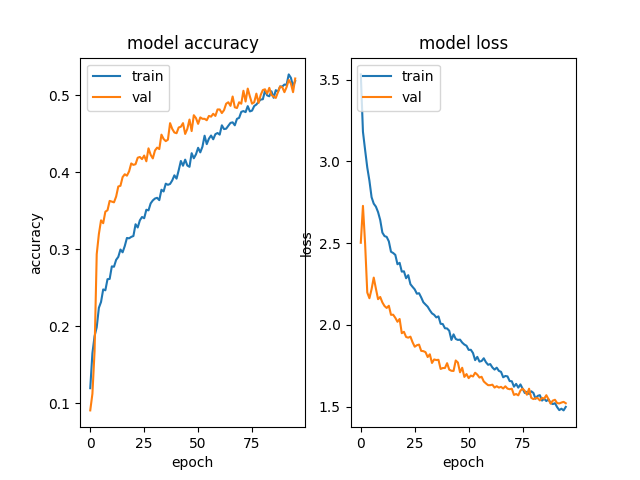 model accuracy
train
val
0.5
0.4
0.3
0.2
0.1
accuracy
0 25 50 75
epoch
model loss
train
val
3.5
3.0
2.5
2.0
1.5
loss
0 25 50 75
epoch